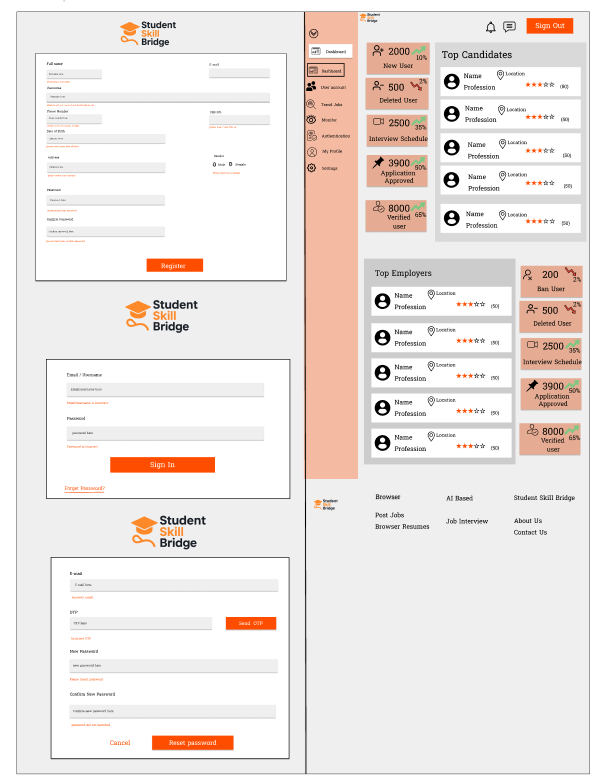 Student
Skill
Bridge
Full name
E-mail
Username
Phone Number
Date of Birth
Address
Gender
Male
Female
Password
Confirm Password
Register
Student
Skill
Bridge
Email / Username
Email/username here
Password
password here
Password is incorrect
Sign In
Forget Password?
Student
Skill
Bridge
E-mail
E-mail here
OTP
Send OTP
Incorrect OTP
New Password
new password here
Confirm New Password
Confirm new password here
Cancel
Reset password
Student
Skill
Bridge
Sign Out
Dashboard
Dashboard
User account
Total Jobs
Monitor
Authentication
My Profile
Settings
2000
10%
New User
500
2%
Deleted User
2500
35%
Interview Schedule
3900
90%
Application
Approved
8000
65%
Verified
user
Top Candidates
Name
Location
Profession
(80)
Name
Location
Profession
(50)
Name
Location
Profession
(50)
Name
Location
Profession
(50)
Name
Location
Profession
(50)
Top Employers
Name
Location
Profession
(50)
Name
Location
Profession
(50)
Name
Location
Profession
(50)
Name
Location
Profession
(50)
Name
Location
Profession
(50)
200
2%
Ban User
500
2%
Deleted User
2500
35%
Interview Schedule
3900
90%
Application
Approved
8000
65%
Verified
user
Student
Skill
Bridge
Browser
AI Based
Student Skill Bridge
Post Jobs
Job Interview
About Us
Browser Resumes
Contact Us